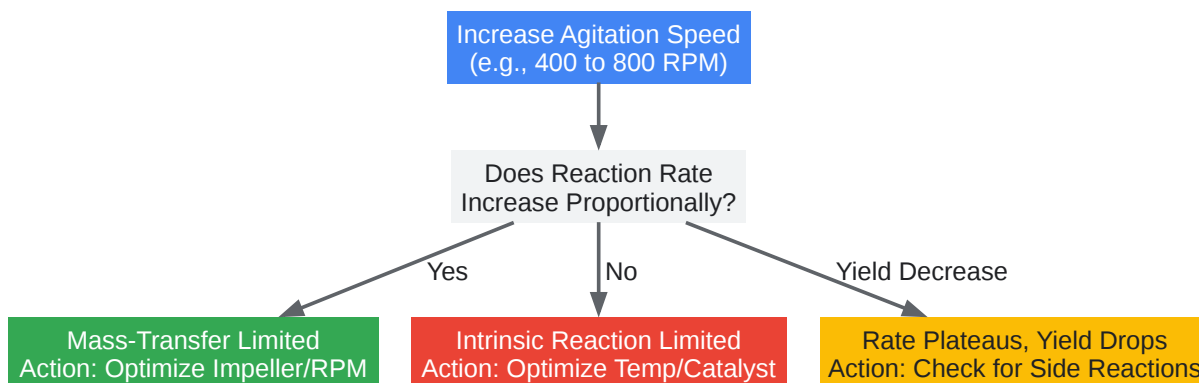 Increase Agitation Speed
(e.g., 400 to 800 RPM)
Does Reaction Rate
Increase Proportionally?
Yes
No
Yield Decrease
Mass-Transfer Limited
Action: Optimize Impeller/RPM
Intrinsic Reaction Limited
Action: Optimize Temp/Catalyst
Rate Plateaus, Yield Drops
Action: Check for Side Reactions